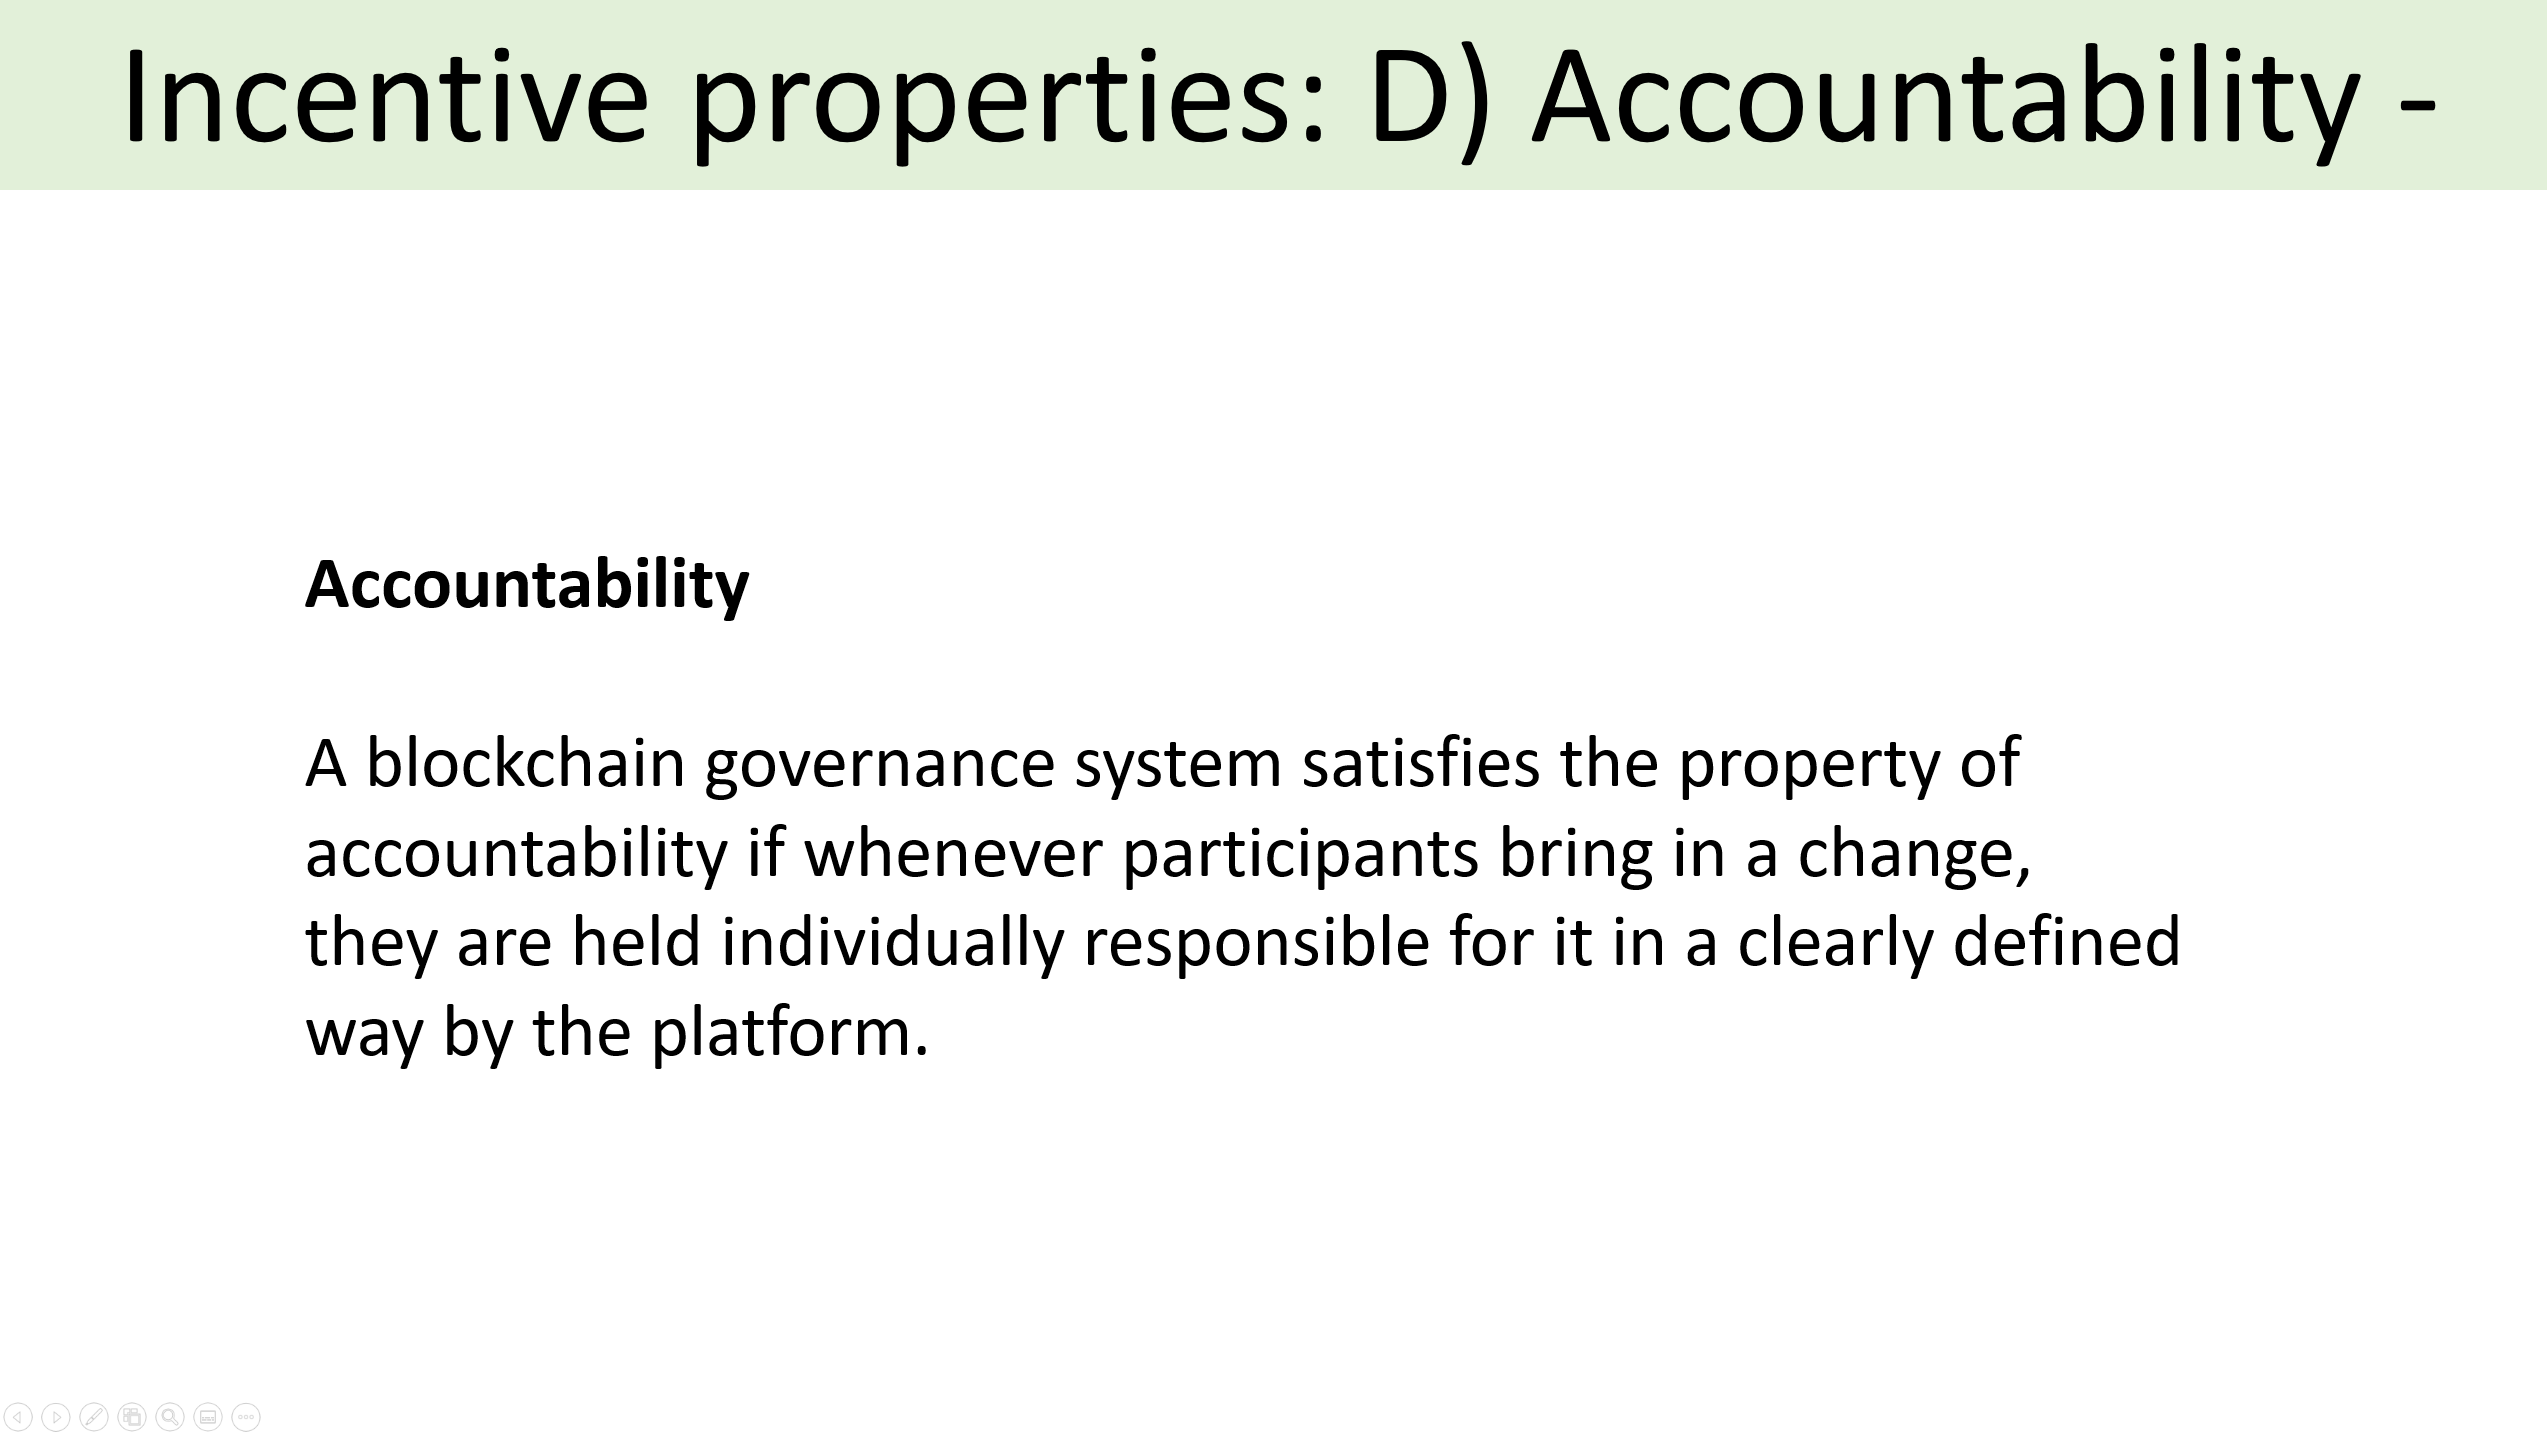 Incentive properties: D) Accountability -
Accountability
A blockchain governance system satisfies the property of
accountability if whenever participants bring in a change,
they are held individually responsible for it in a clearly defined
way by the platform.